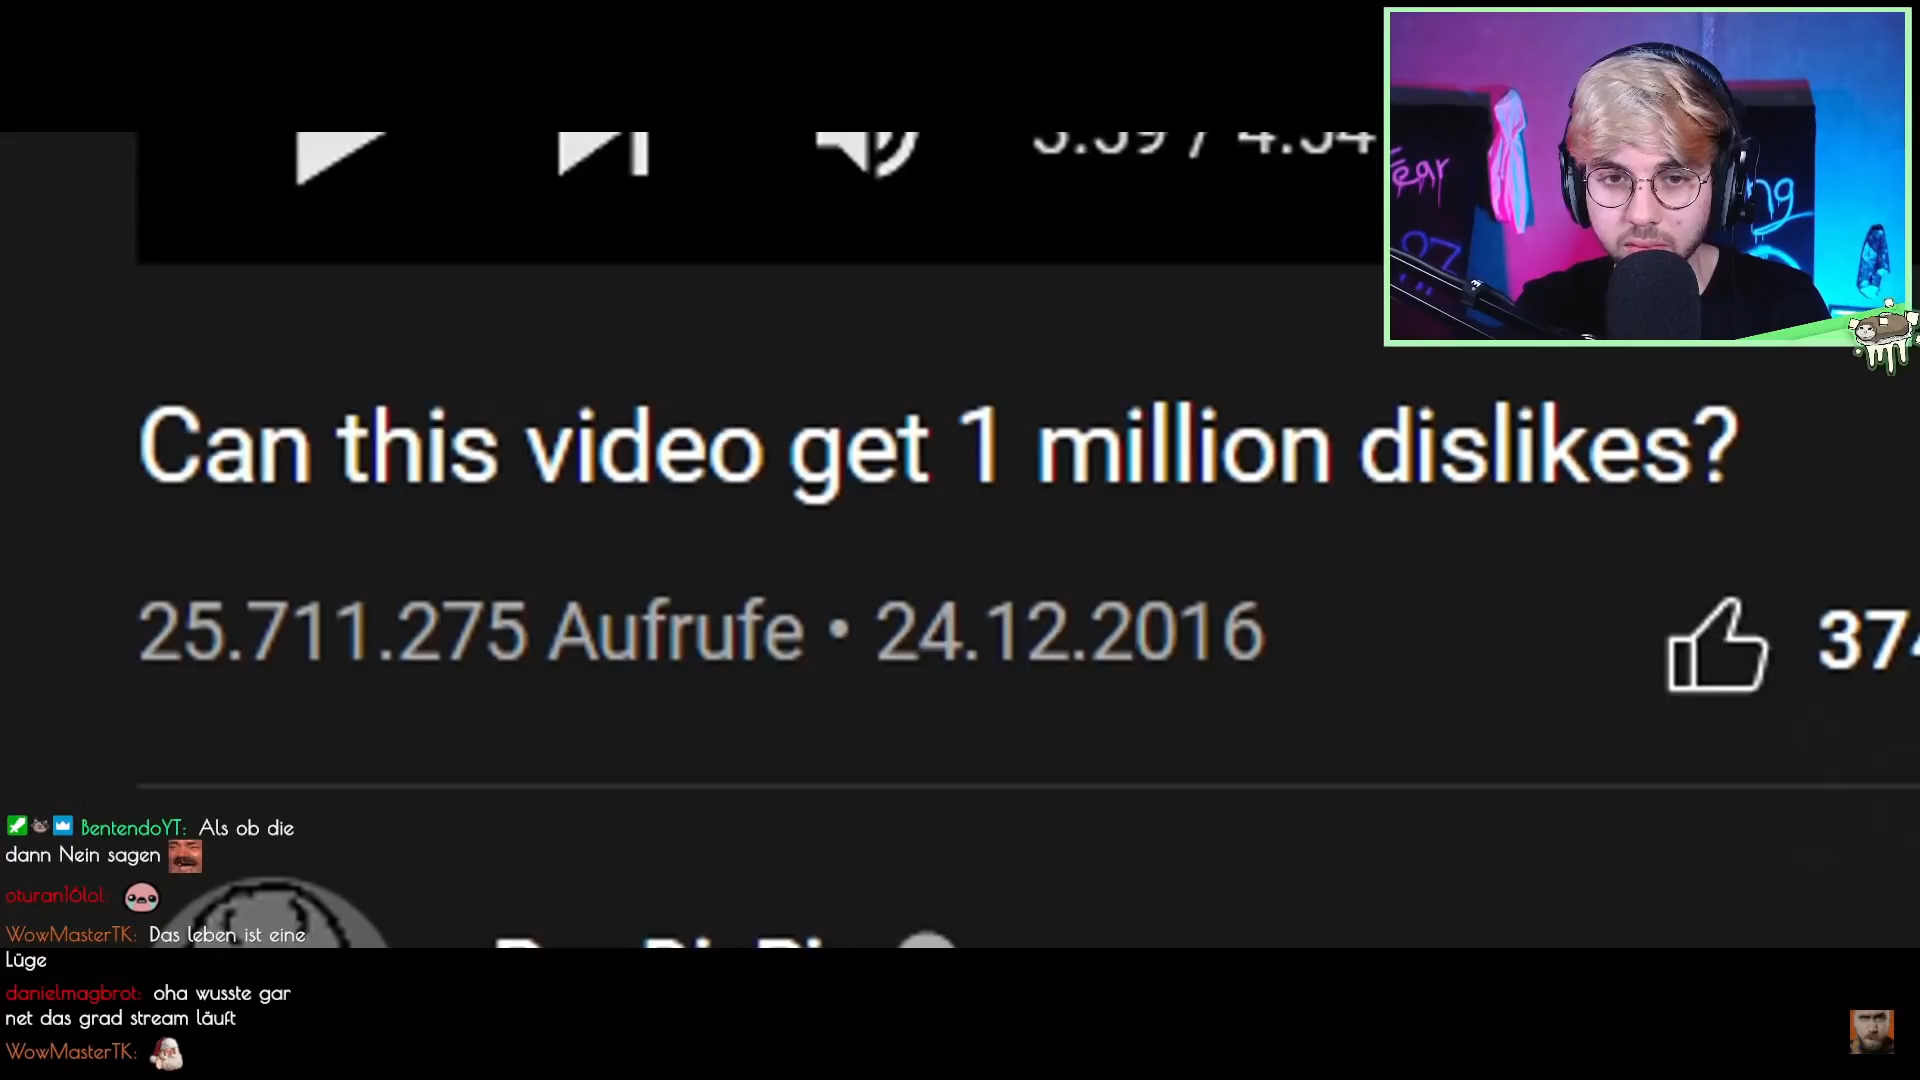 Can this video get 1 million dislikes?
25.711.275 Aufrufe • 24.12.2016
BentendoYT: Als ob die
dann Nein sagen
oturan16lol:
WowMasterTK: Das leben ist eine
Lüge
danielmagbrot: oha wusste gar
net das grad stream läuft
WowMasterTK: